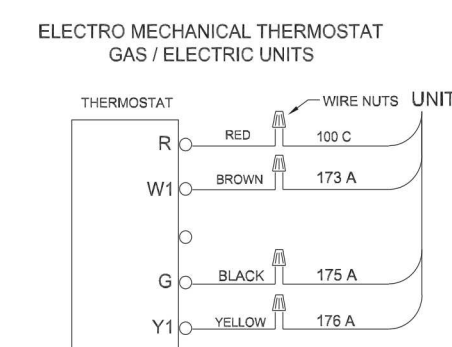 ELECTRO MECHANICAL THERMOSTAT
GAS / ELECTRIC UNITS
THERMOSTAT WIRE NUTS UNIT
R RED 100 C
W1 BROWN 173 A
G BLACK 175 A
Y1 YELLOW 176 A